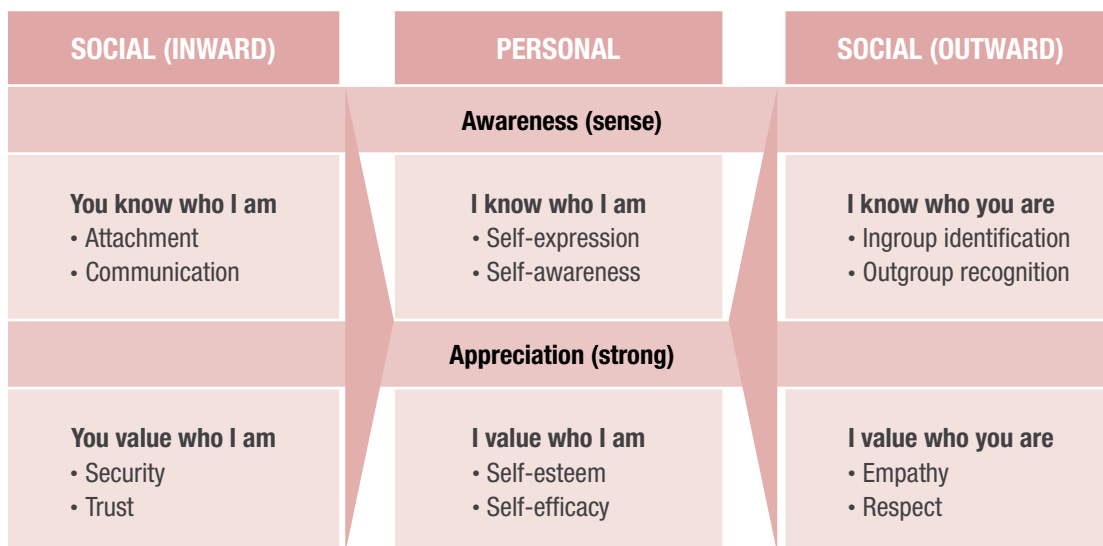 SOCIAL (INWARD)
PERSONAL
SOCIAL (OUTWARD)
Awareness (sense)
You know who I am
• Attachment
• Communication
I know who I am
• Self-expression
• Self-awareness
I know who you are
• Ingroup identification
• Outgroup recognition
Appreciation (strong)
You value who I am
• Security
• Trust
I value who I am
• Self-esteem
• Self-efficacy
I value who you are
• Empathy
• Respect